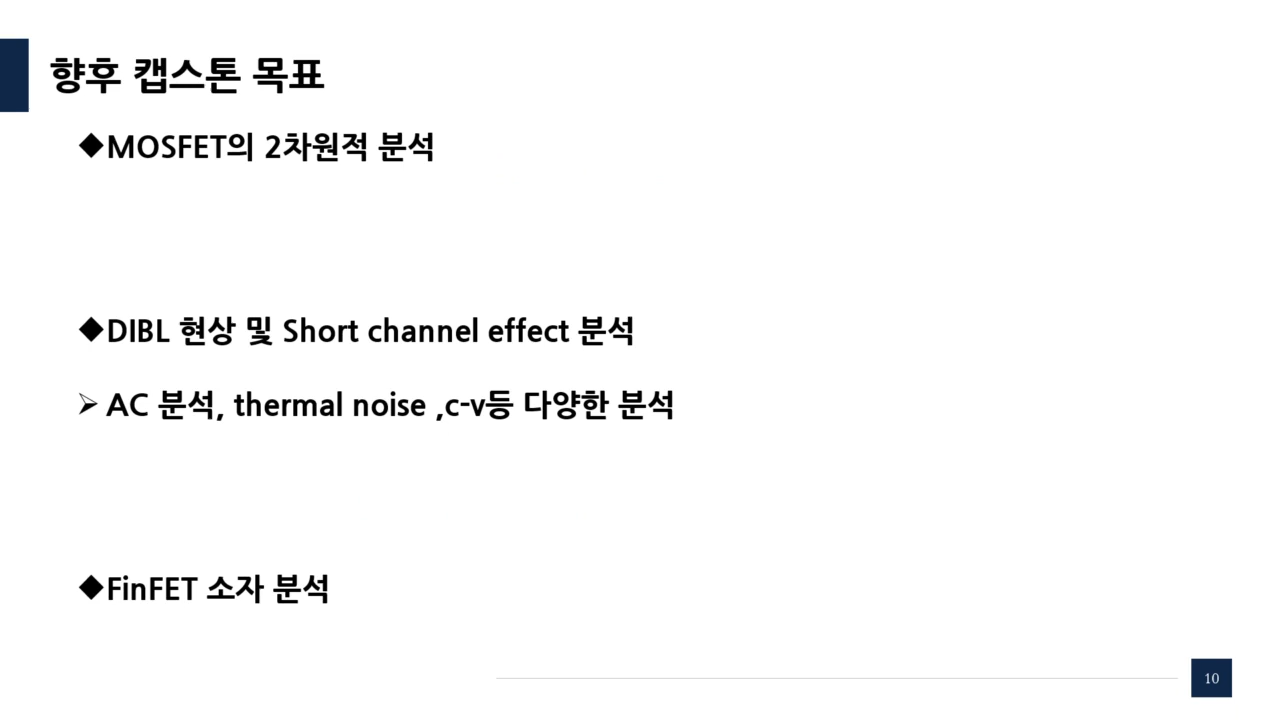 향후 캡스톤 목표
◆MOSFET의 2차원적 분석
◆DIBL 현상 및 Short channel effect 분석
➢ AC 분석, thermal noise ,c-v등 다양한 분석
◆FinFET 소자 분석
10